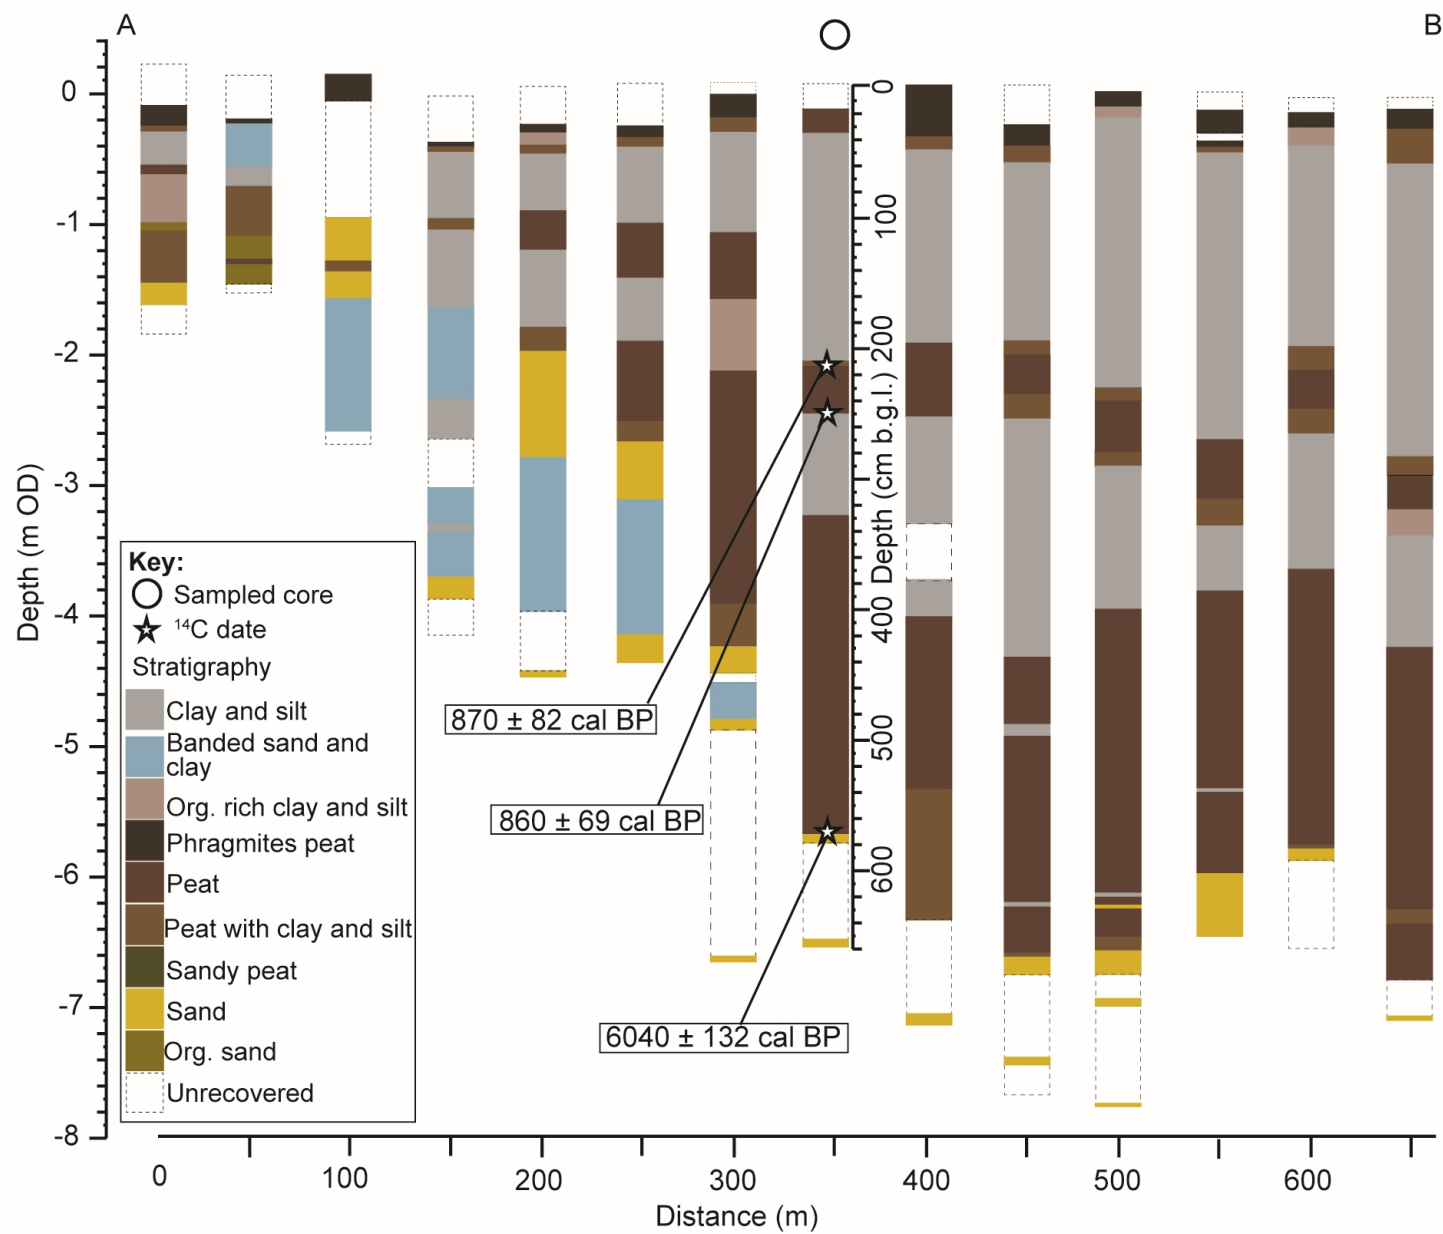 A
B
0
-1
-2
-3
-4
-5
-6
-7
-8
Depth (m OD)
0
100
200
Depth (cm b.g.l.)
400
500
600
870 ± 82 cal BP
860 ± 69 cal BP
6040 ± 132 cal BP
Key:
Sampled core
¹⁴C date
Stratigraphy
Clay and silt
Banded sand and
clay
Org. rich clay and silt
Phragmites peat
Peat
Peat with clay and silt
Sandy peat
Sand
Org. sand
Unrecovered
0
100
200
300
400
500
600
Distance (m)